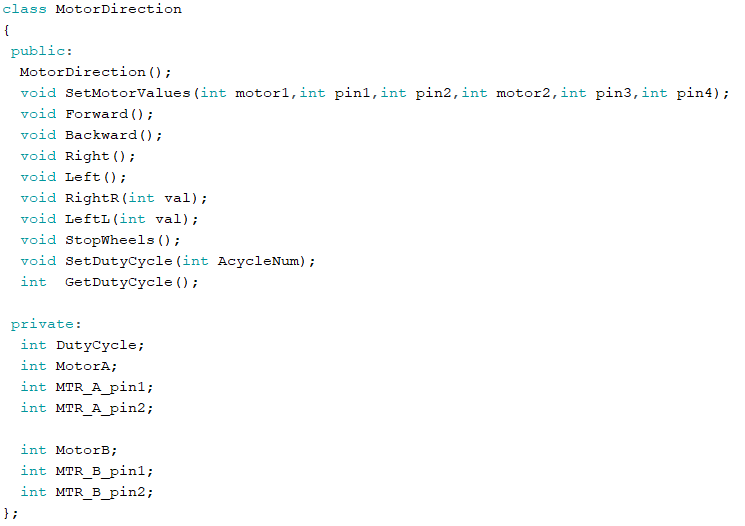 class MotorDirection
{
 public:
  MotorDirection();
  void SetMotorValues(int motor1,int pin1,int pin2,int motor2,int pin3,int pin4);
  void Forward();
  void Backward();
  void Right();
  void Left();
  void RightR(int val);
  void LeftL(int val);
  void StopWheels();
  void SetDutyCycle(int AcycleNum);
  int  GetDutyCycle();

 private:
  int DutyCycle;
  int MotorA;
  int MTR_A_pin1;
  int MTR_A_pin2;

  int MotorB;
  int MTR_B_pin1;
  int MTR_B_pin2;
};